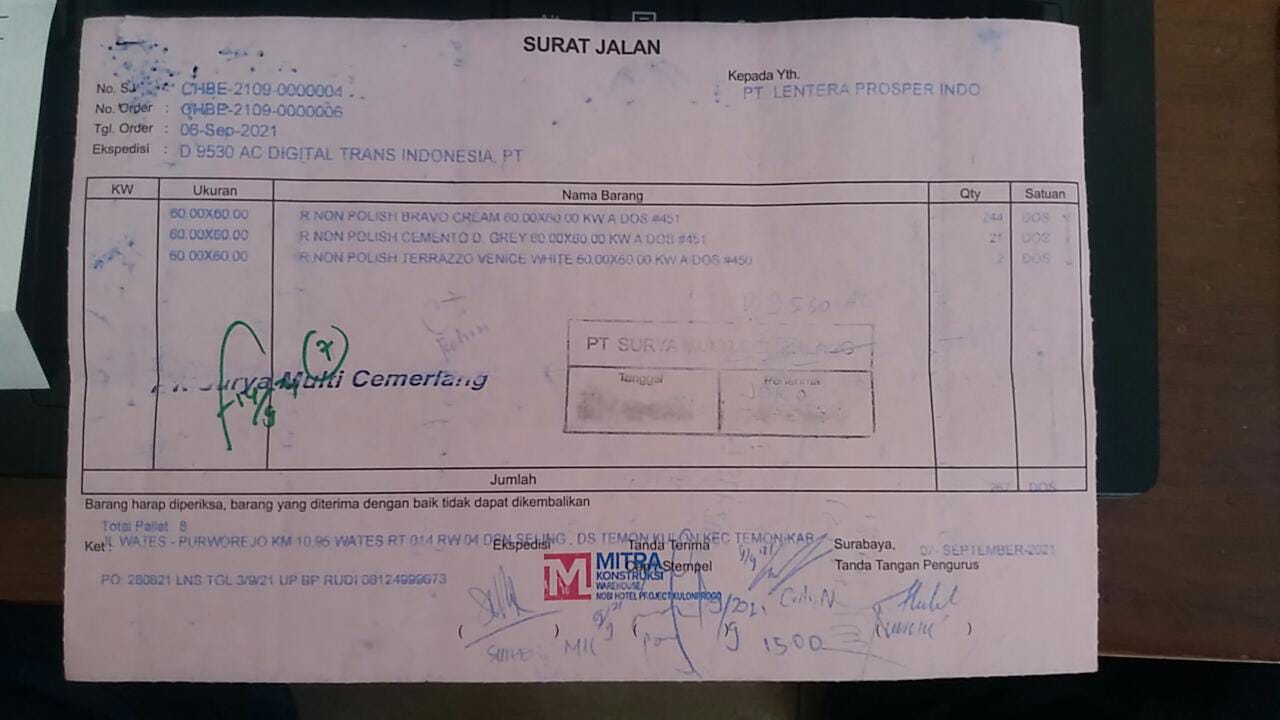 SURAT JALAN
No. SJ : CHBE-2109-0000004
No. Order : CHBE-2109-0000006
Tgl. Order : 06-Sep-2021
Ekspedisi : D 9530 AC DIGITAL TRANS INDONESIA, PT
Kepada Yth.
: PT LENTERA PROSPER INDO
KW Ukuran Nama Barang Qty Satuan
60.00X60.00 R NON POLISH BRAVO CREAM 60.00X60.00 KW A DOS #451 244 DOS
60.00X60.00 R NON POLISH CEMENTO D. GREY 60.00X60.00 KW A DOS #451 21 DOS
60.00X60.00 R.NON POLISH TERRAZZO VENICE WHITE 60.00X60.00 KW A DOS #450 2 DOS
D 9530 AC
PT SURYA MULTI
Tanggal Penerima
Surya Multi Cemerlang
14/9
Jumlah 267 DOS
Barang harap diperiksa, barang yang diterima dengan baik tidak dapat dikembalikan
Total Pallet 8
Ket : JL WATES - PURWOREJO KM 10.95 WATES RT 014 RW 04 DSN SELING, DS TEMON KULON KEC TEMON KAB
PO: 280821 LNS TGL 3/9/21 UP BP RUDI 08124999673
Ekspedisi
Tanda Terima
Stempel
Surabaya, 07- SEPTEMBER-2021
Tanda Tangan Pengurus
M MITRA
KONSTRUKSI
WAREHOUSE/
NOBI HOTEL PROJECT KULONPROGO
15.00